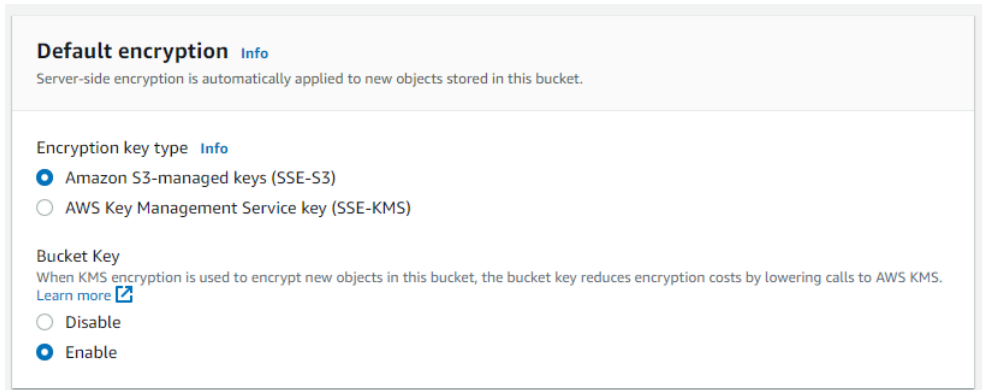 Default encryption Info
Server-side encryption is automatically applied to new objects stored in this bucket.
Encryption key type Info
Amazon S3-managed keys (SSE-S3)
AWS Key Management Service key (SSE-KMS)
Bucket Key
When KMS encryption is used to encrypt new objects in this bucket, the bucket key reduces encryption costs by lowering calls to AWS KMS.
Learn more
Disable
Enable